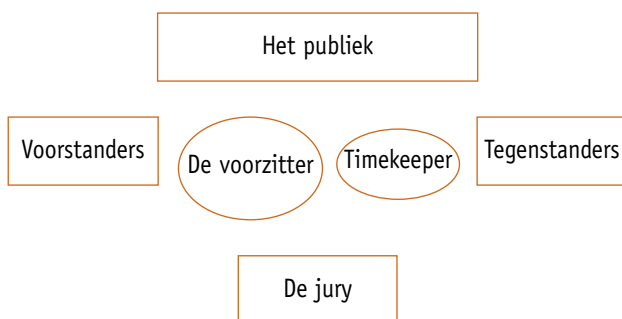 Het publiek
Voorstanders
De voorzitter
Timekeeper
Tegenstanders
De jury